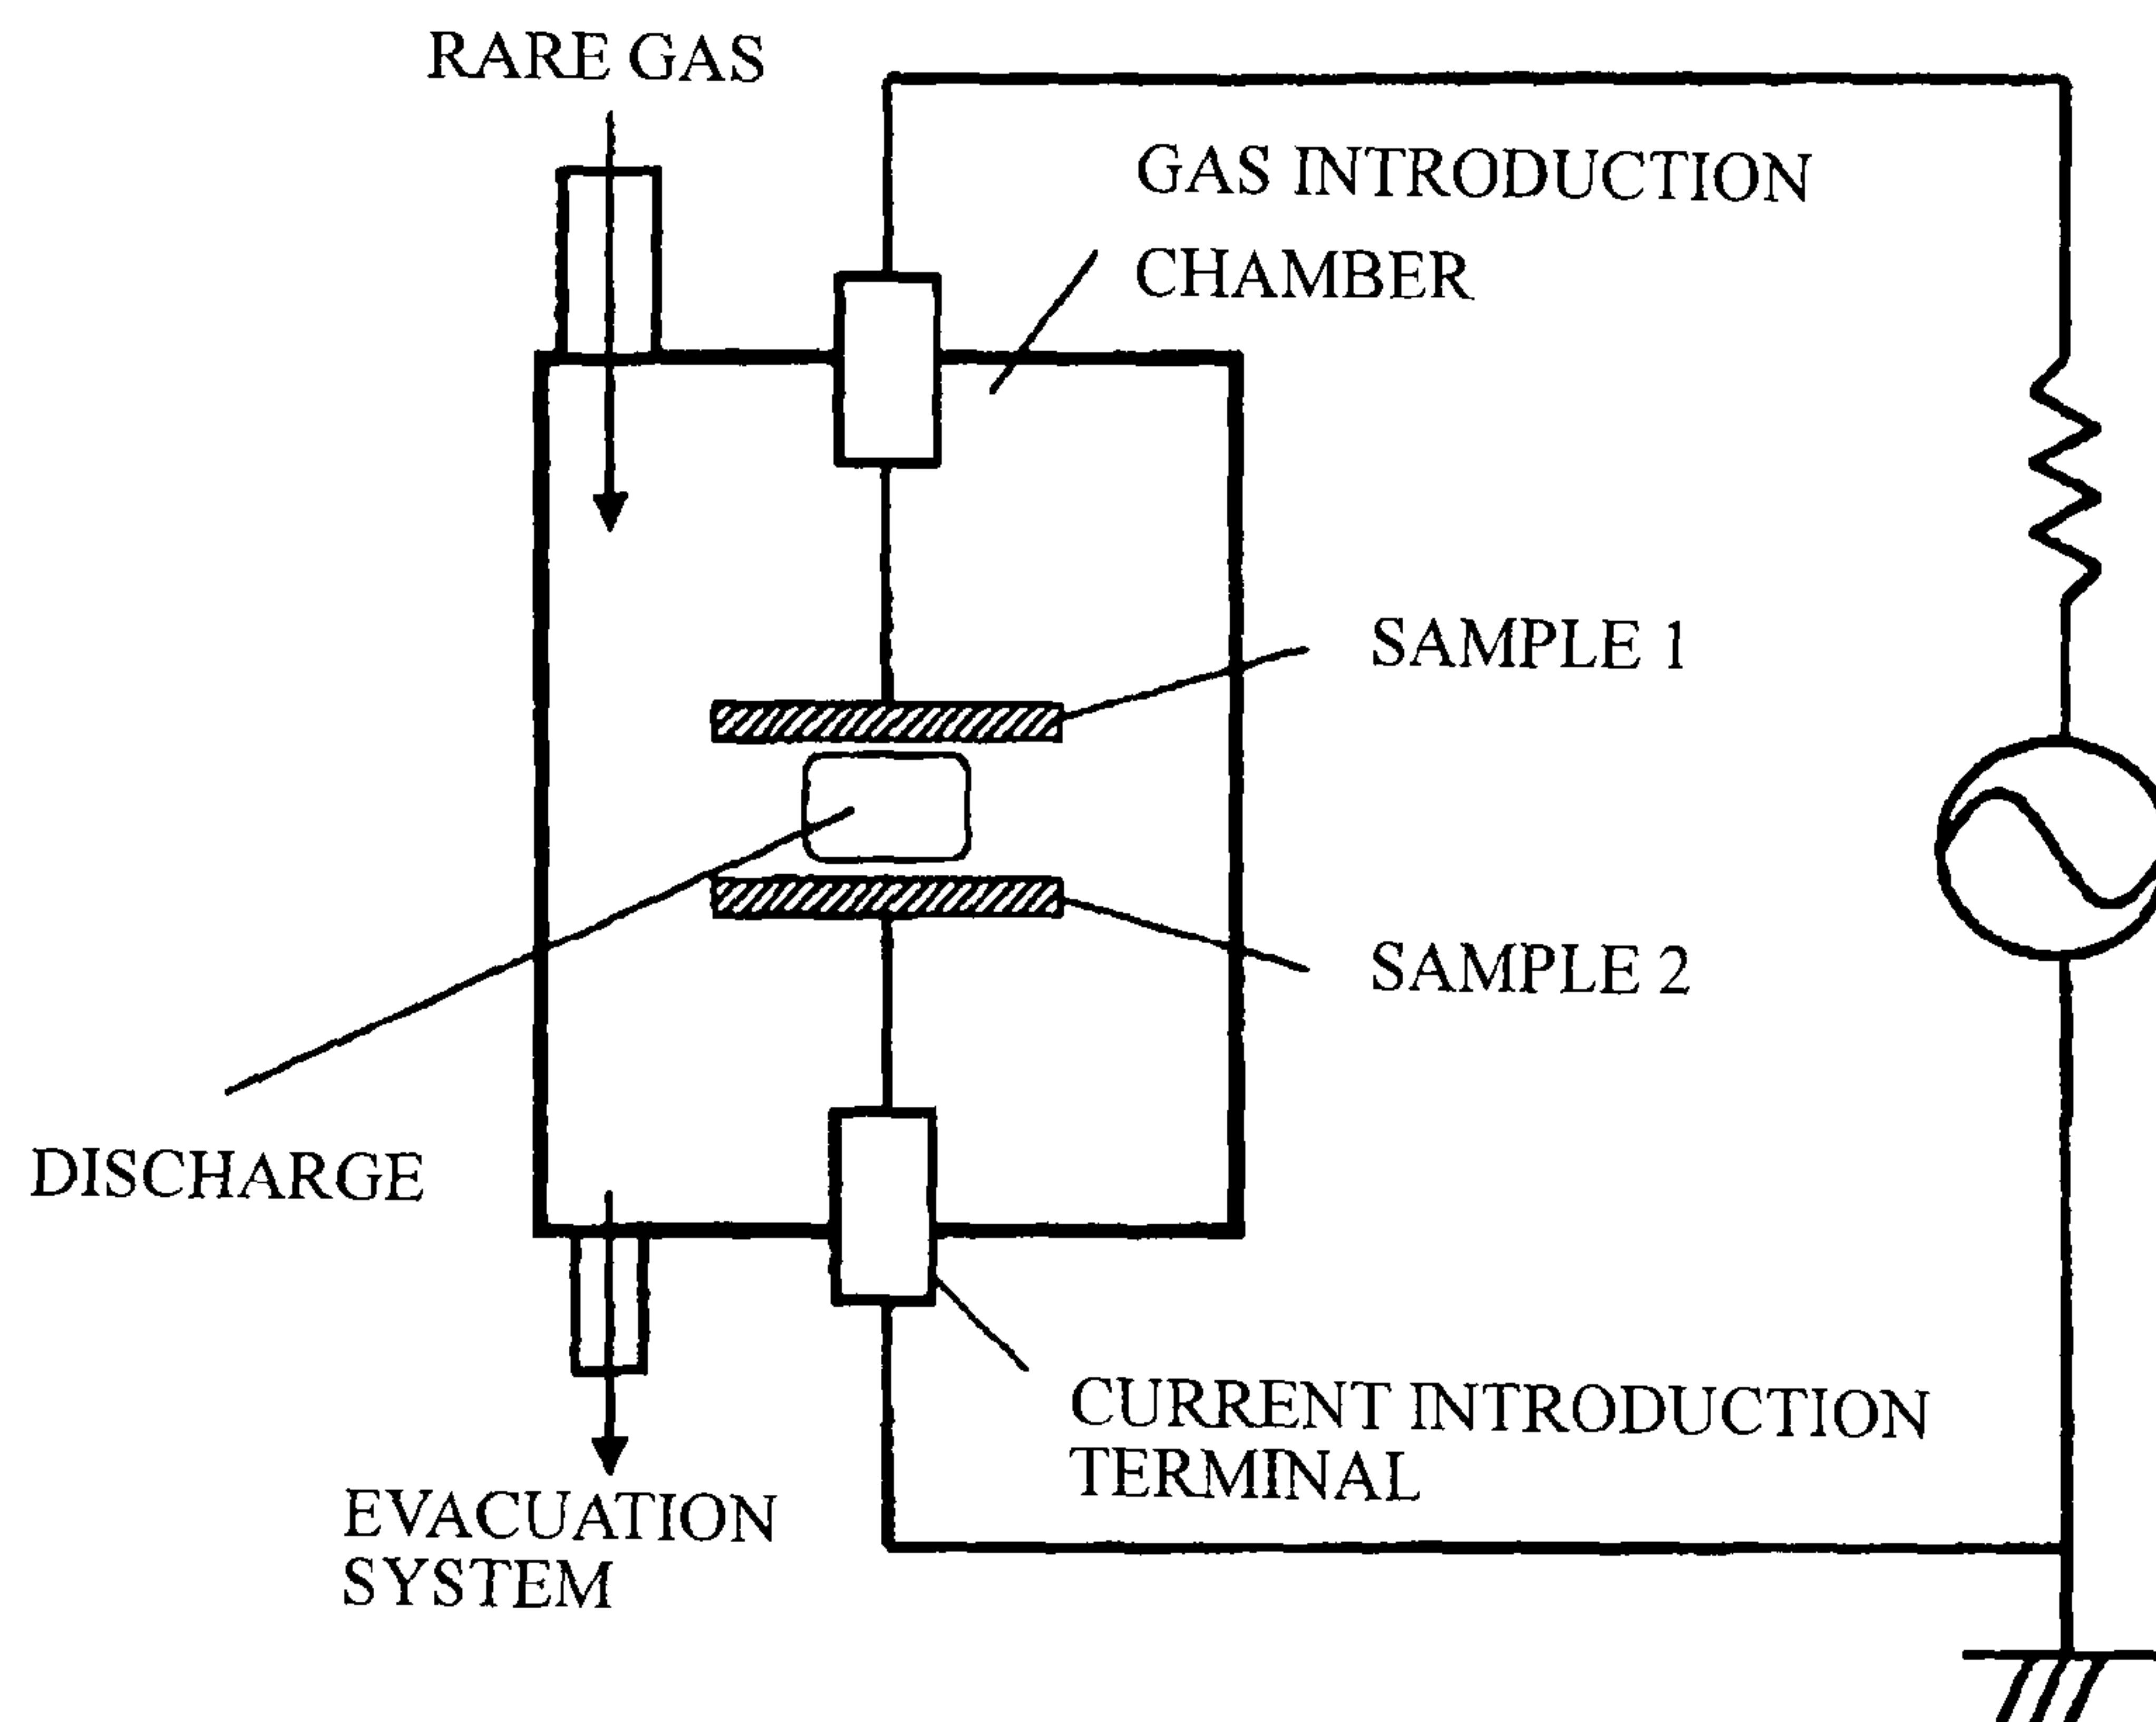 RARE GAS
GAS INTRODUCTION
CHAMBER
SAMPLE 1
SAMPLE 2
DISCHARGE
CURRENT INTRODUCTION
TERMINAL
EVACUATION
SYSTEM